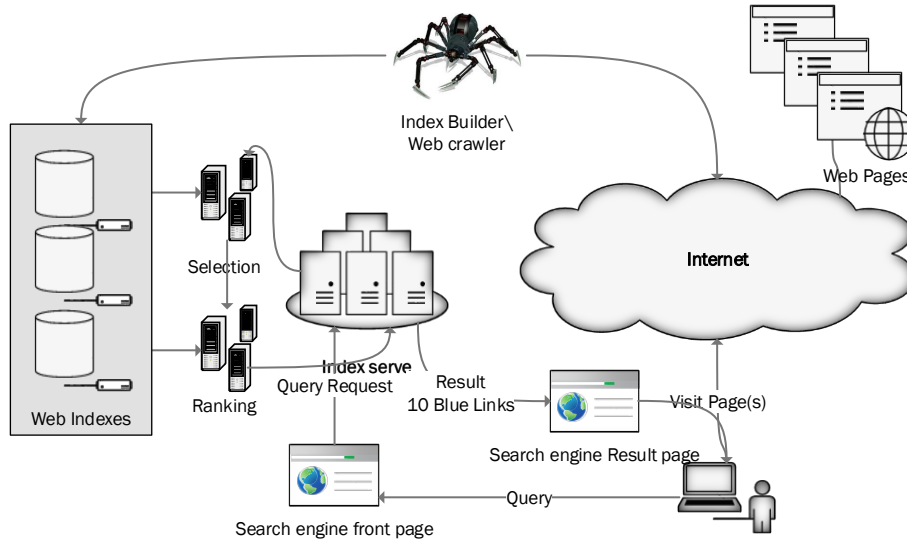 Index Builder\
Web crawler
Web Pages
Internet
Selection
Index serve
Query Request
Result
10 Blue Links
Visit Page(s)
Ranking
Web Indexes
Search engine Result page
Query
Search engine front page